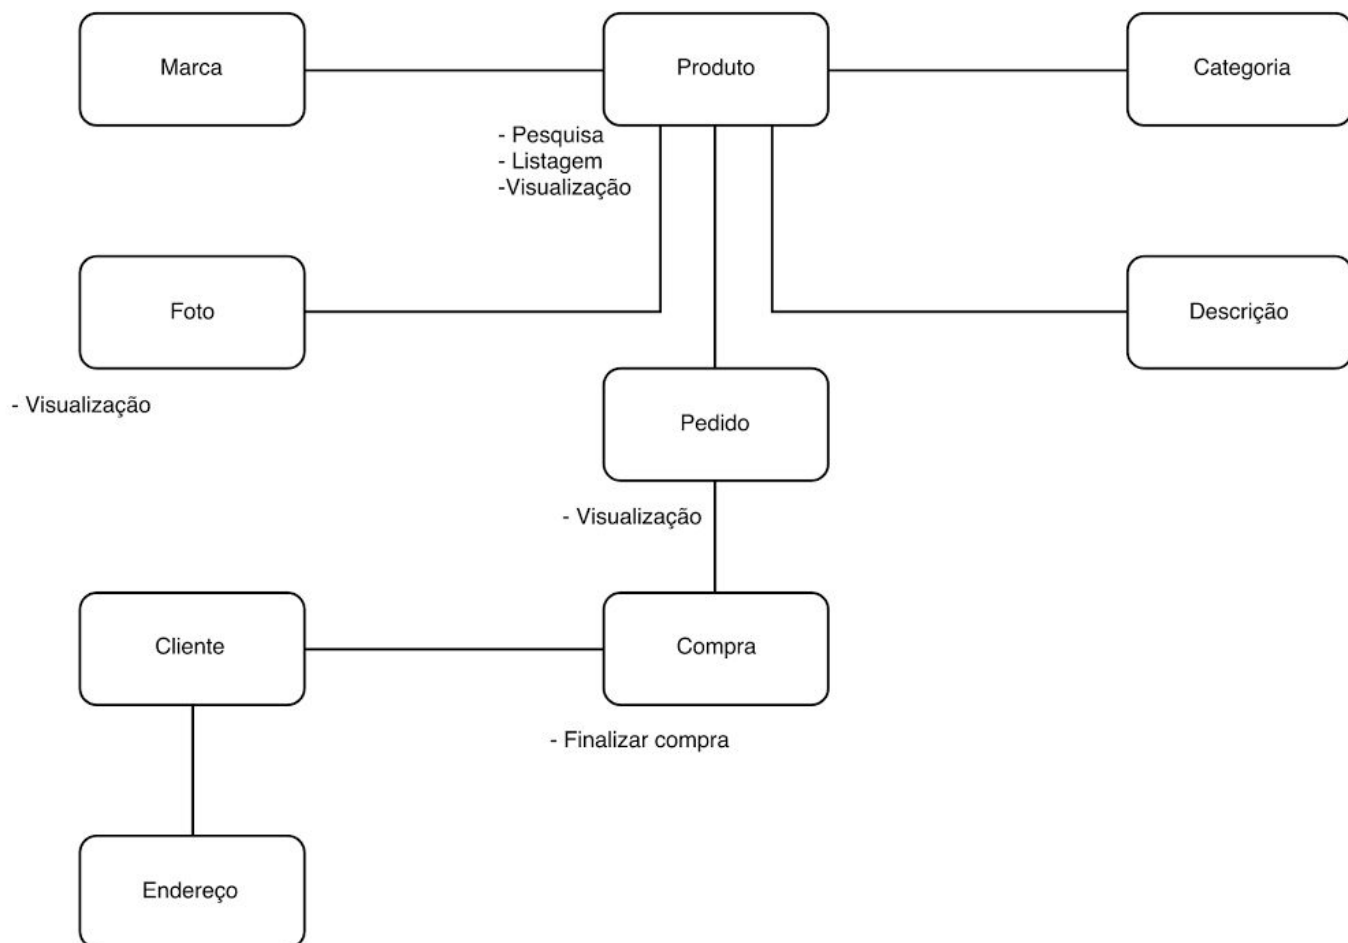 Marca
Produto
Categoria
- Pesquisa
- Listagem
-Visualização
Foto
Descrição
- Visualização
Pedido
- Visualização
Cliente
Compra
- Finalizar compra
Endereço